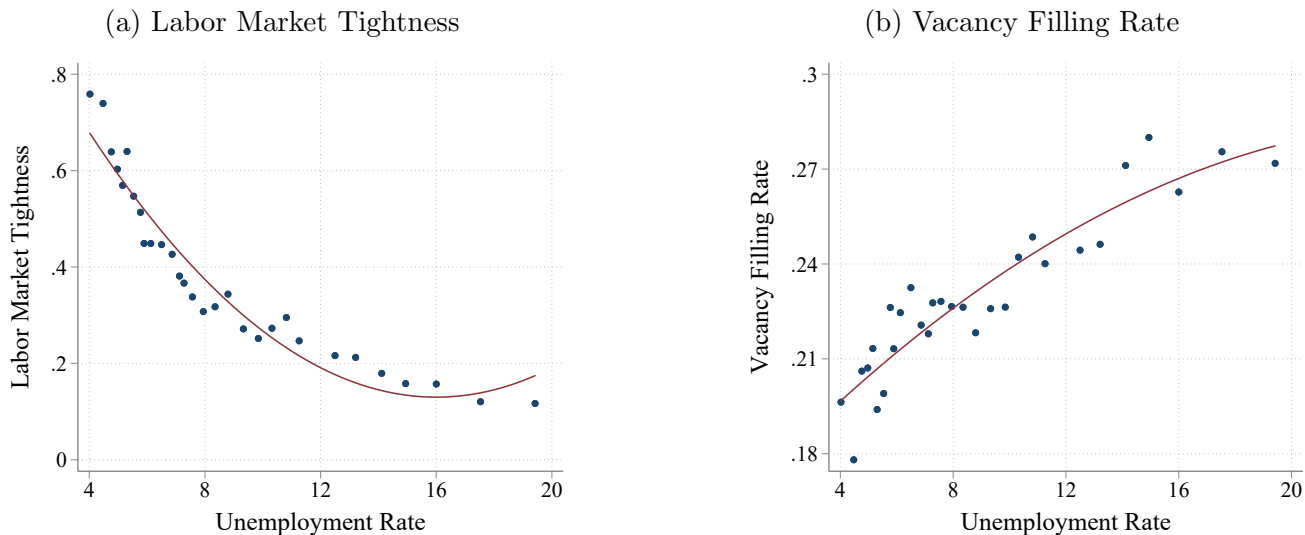 (a) Labor Market Tightness
Labor Market Tightness
.8
.6
.4
.2
0
4 8 12 16 20
Unemployment Rate
(b) Vacancy Filling Rate
Vacancy Filling Rate
.3
.27
.24
.21
.18
4 8 12 16 20
Unemployment Rate